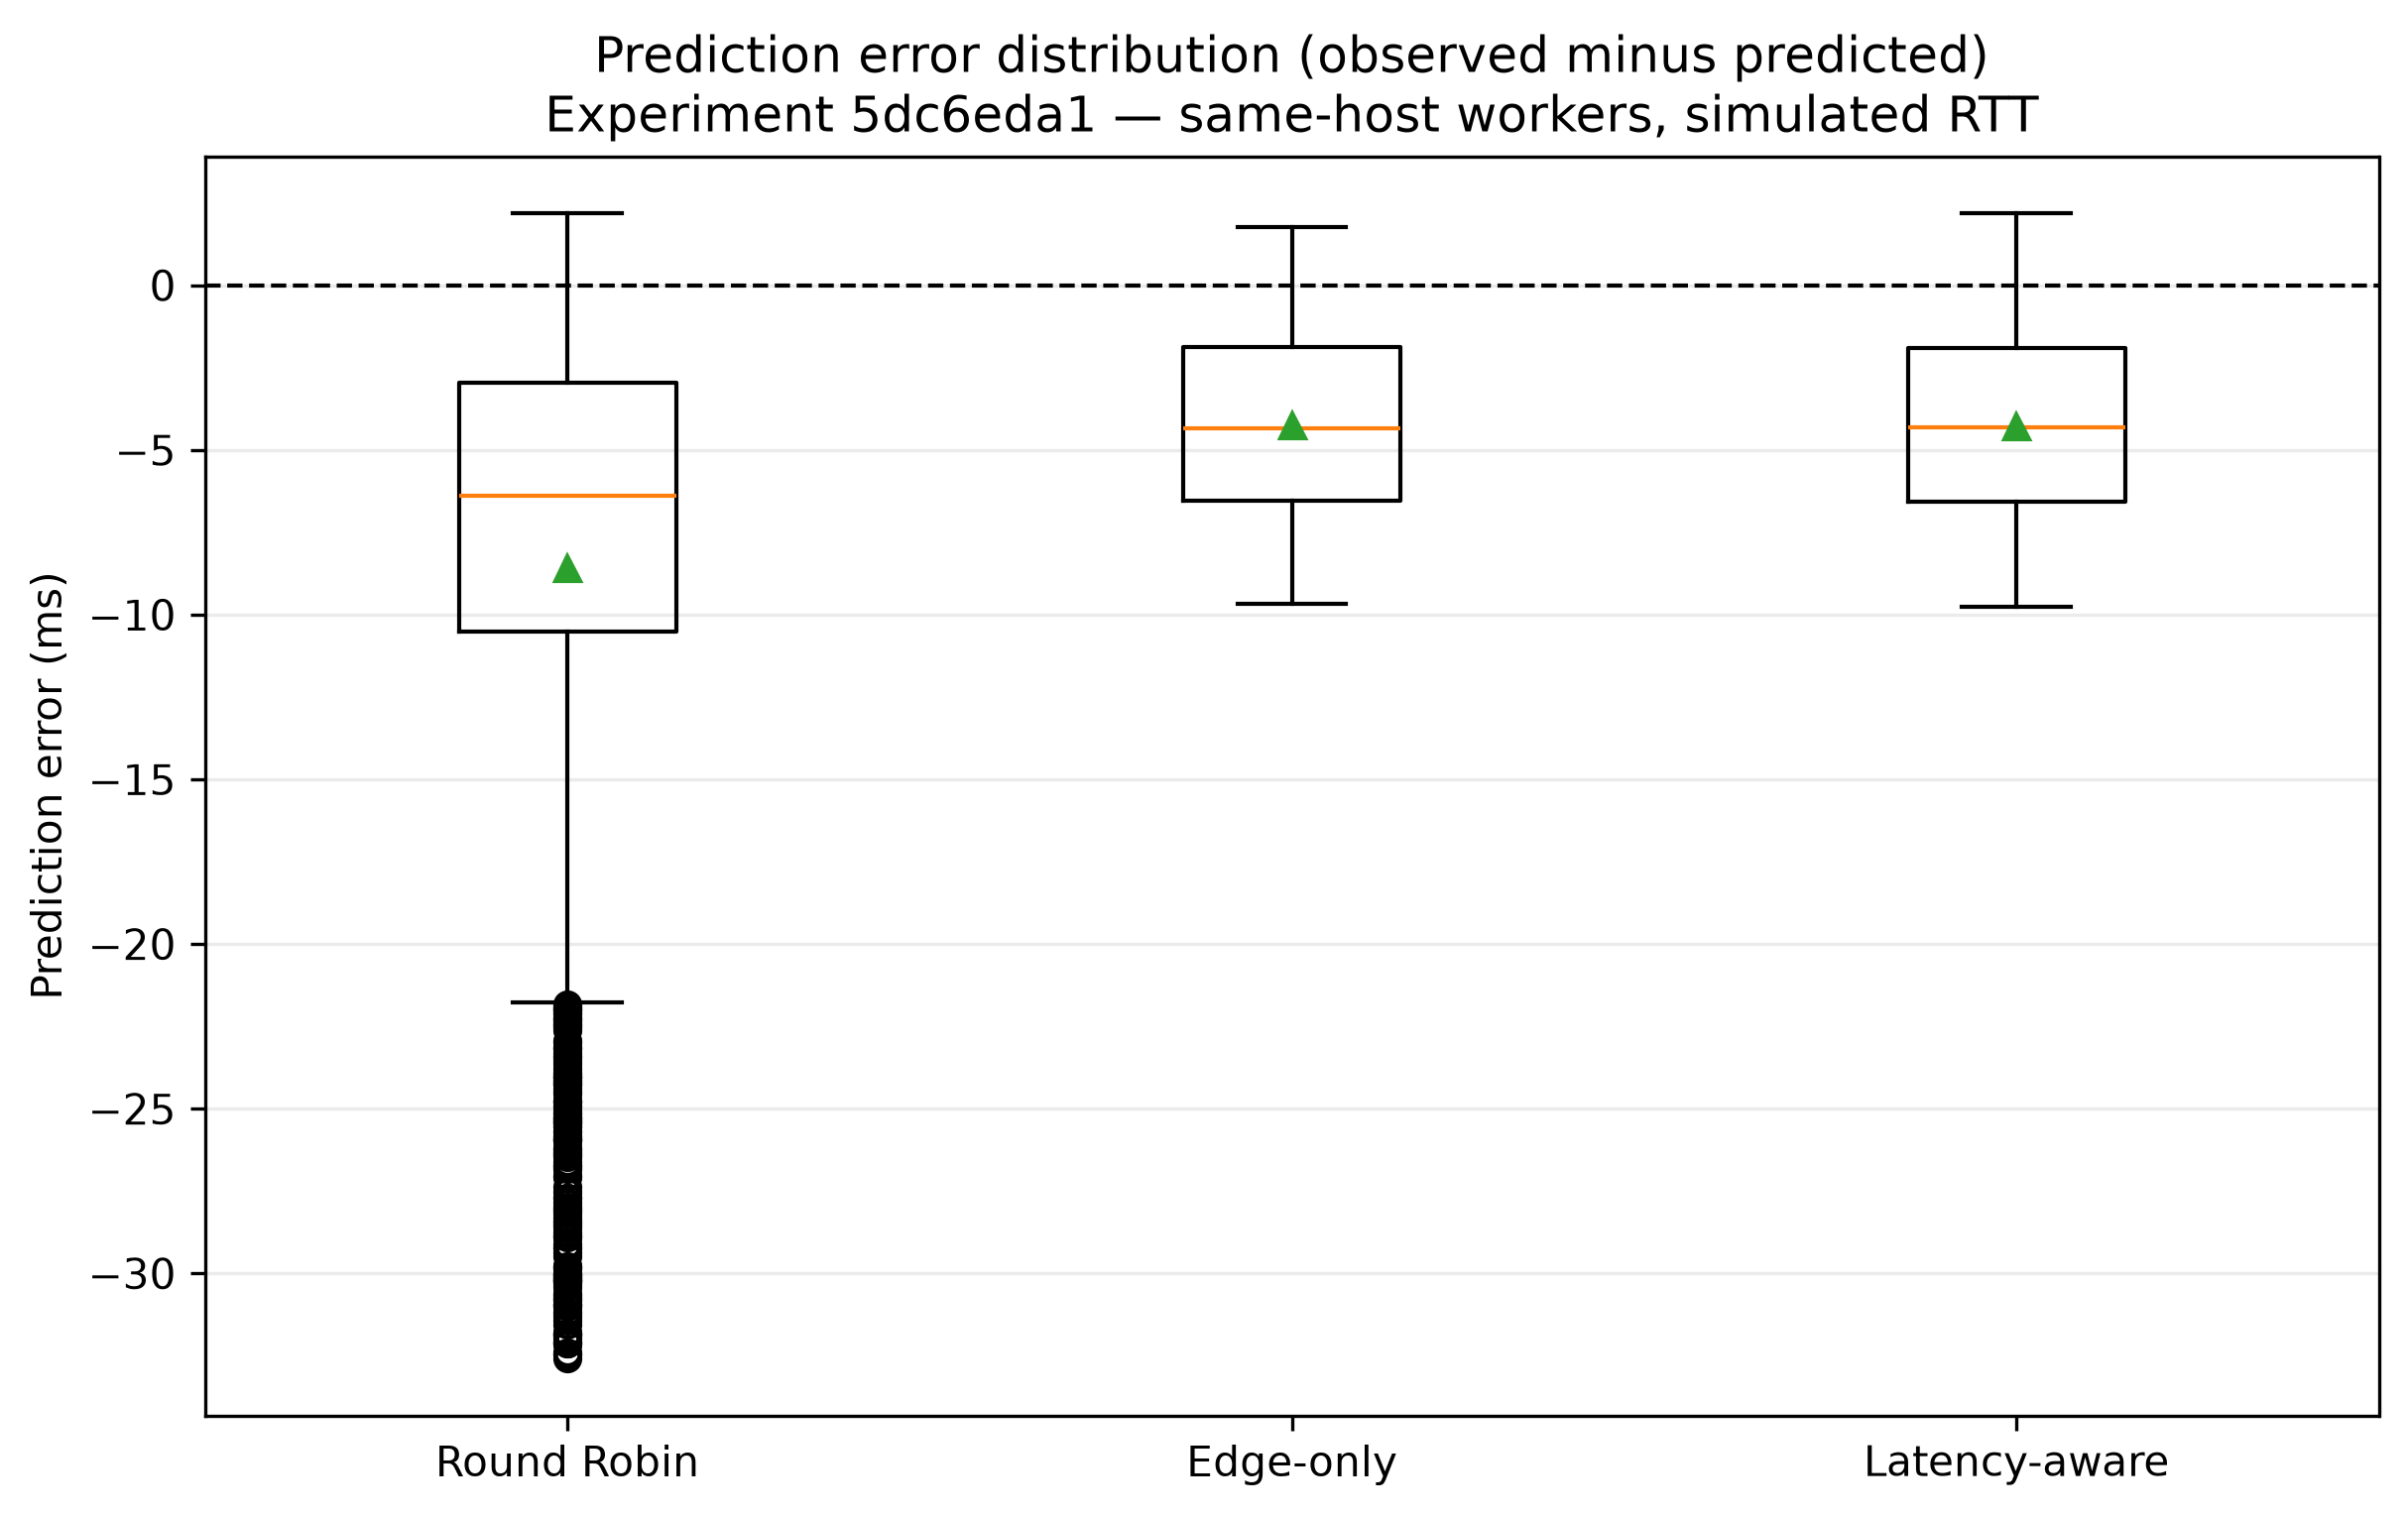 Prediction error distribution (observed minus predicted)
Experiment 5dc6eda1 — same-host workers, simulated RTT
Prediction error (ms)
0
−5
−10
−15
−20
−25
−30
Round Robin
Edge-only
Latency-aware